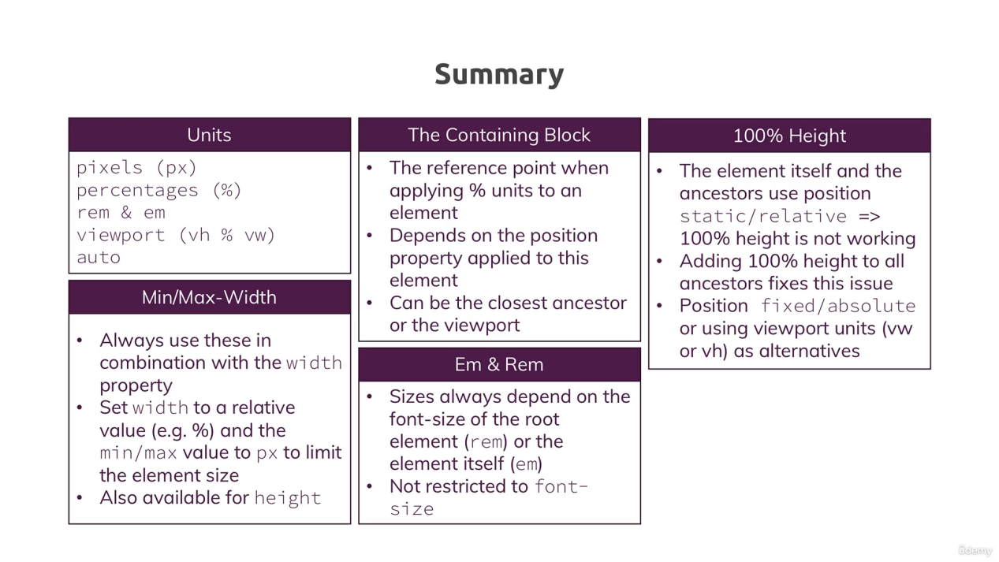 Summary
Units
pixels (px)
percentages (%)
rem & em
viewport (vh % vw)
auto
Min/Max-Width
• Always use these in
combination with the width
property
• Set width to a relative
value (e.g. %) and the
min/max value to px to limit
the element size
• Also available for height
The Containing Block
• The reference point when
applying % units to an
element
• Depends on the position
property applied to this
element
• Can be the closest ancestor
or the viewport
Em & Rem
• Sizes always depend on the
font-size of the root
element (rem) or the
element itself (em)
• Not restricted to font-
size
100% Height
• The element itself and the
ancestors use position
static/relative =>
100% height is not working
• Adding 100% height to all
ancestors fixes this issue
• Position fixed/absolute
or using viewport units (vw
or vh) as alternatives
ûdemy